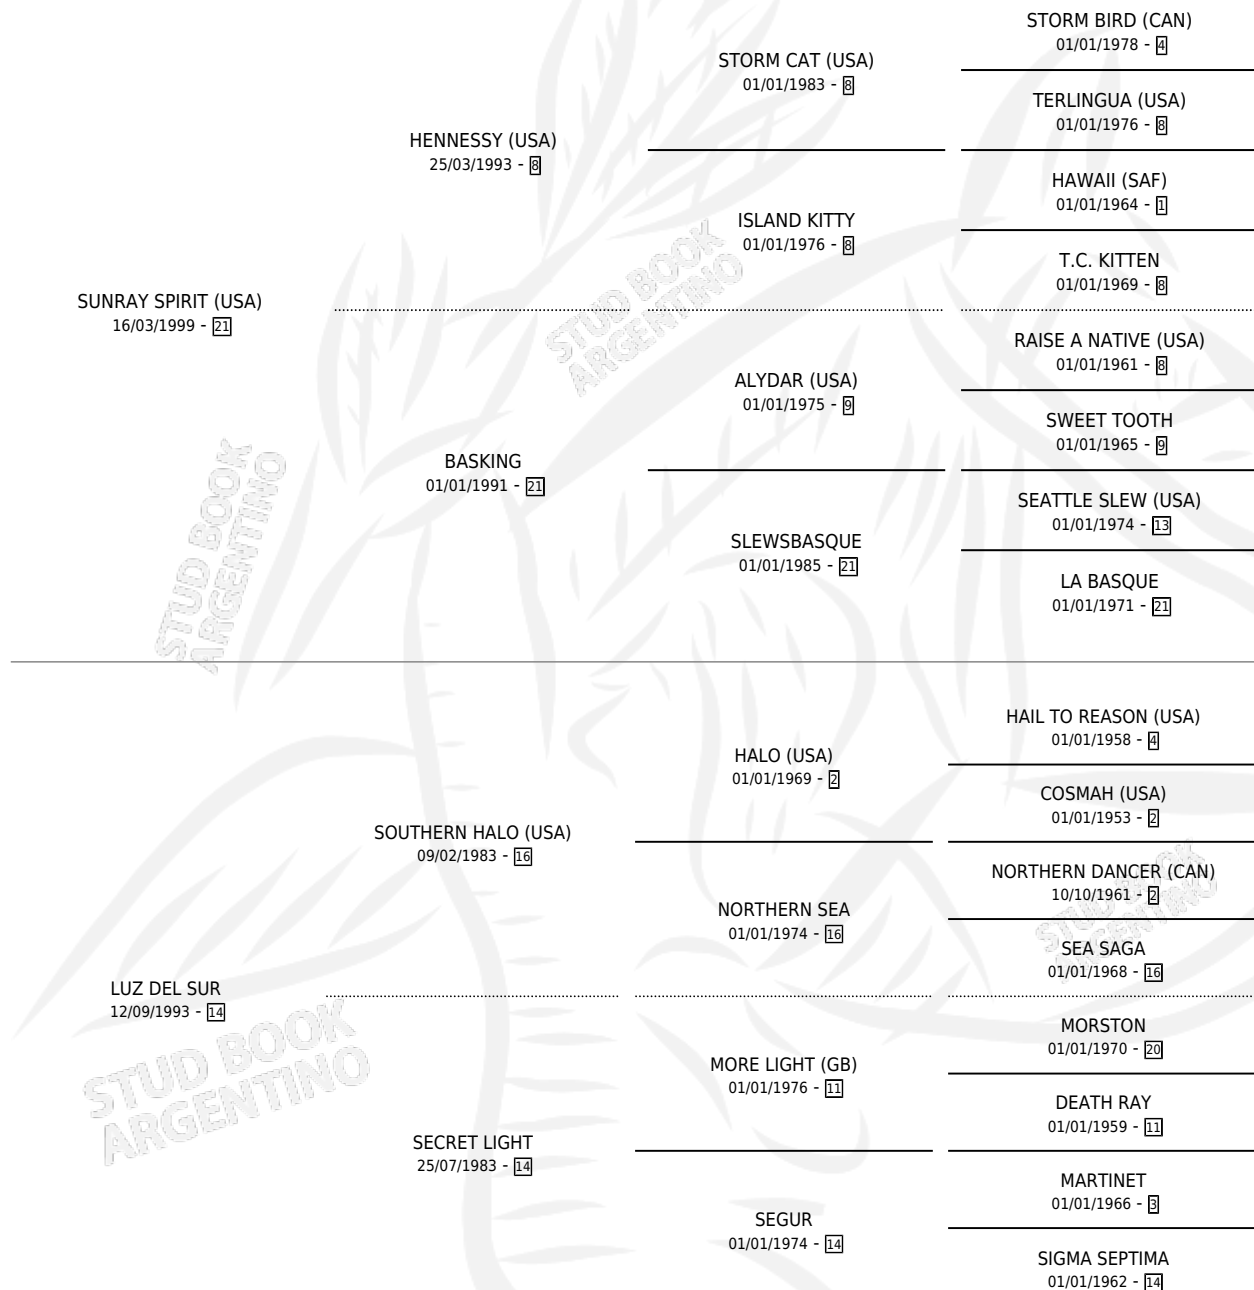 STORM BIRD (CAN)
01/01/1978 - 4
STORM CAT (USA)
01/01/1983 - 8
TERLINGUA (USA)
01/01/1976 - 8
HENNESSY (USA)
25/03/1993 - 8
HAWAII (SAF)
01/01/1964 - 1
ISLAND KITTY
01/01/1976 - 8
T.C. KITTEN
01/01/1969 - 8
SUNRAY SPIRIT (USA)
16/03/1999 - 21
RAISE A NATIVE (USA)
01/01/1961 - 8
ALYDAR (USA)
01/01/1975 - 9
SWEET TOOTH
01/01/1965 - 9
BASKING
01/01/1991 - 21
SEATTLE SLEW (USA)
01/01/1974 - 13
SLEWSBASQUE
01/01/1985 - 21
LA BASQUE
01/01/1971 - 21
HAIL TO REASON (USA)
01/01/1958 - 4
HALO (USA)
01/01/1969 - 2
COSMAH (USA)
01/01/1953 - 2
SOUTHERN HALO (USA)
09/02/1983 - 16
NORTHERN DANCER (CAN)
10/10/1961 - 2
NORTHERN SEA
01/01/1974 - 16
SEA SAGA
01/01/1968 - 16
LUZ DEL SUR
12/09/1993 - 14
MORSTON
01/01/1970 - 20
MORE LIGHT (GB)
01/01/1976 - 11
DEATH RAY
01/01/1959 - 11
SECRET LIGHT
25/07/1983 - 14
MARTINET
01/01/1966 - 3
SEGUR
01/01/1974 - 14
SIGMA SEPTIMA
01/01/1962 - 14
STUD BOOK
ARGENTINO
STUD BOOK
ARGENTINO
STUD BOOK
ARGENTINO
STUD BOOK
ARGENTINO